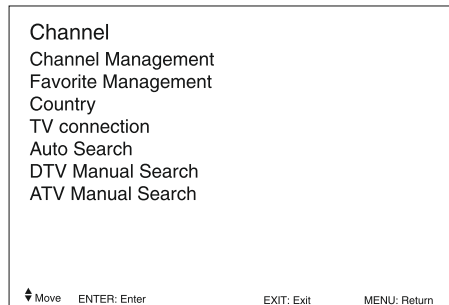 Channel
Channel Management
Favorite Management
Country
TV connection
Auto Search
DTV Manual Search
ATV Manual Search
Move ENTER: Enter EXIT: Exit MENU: Return